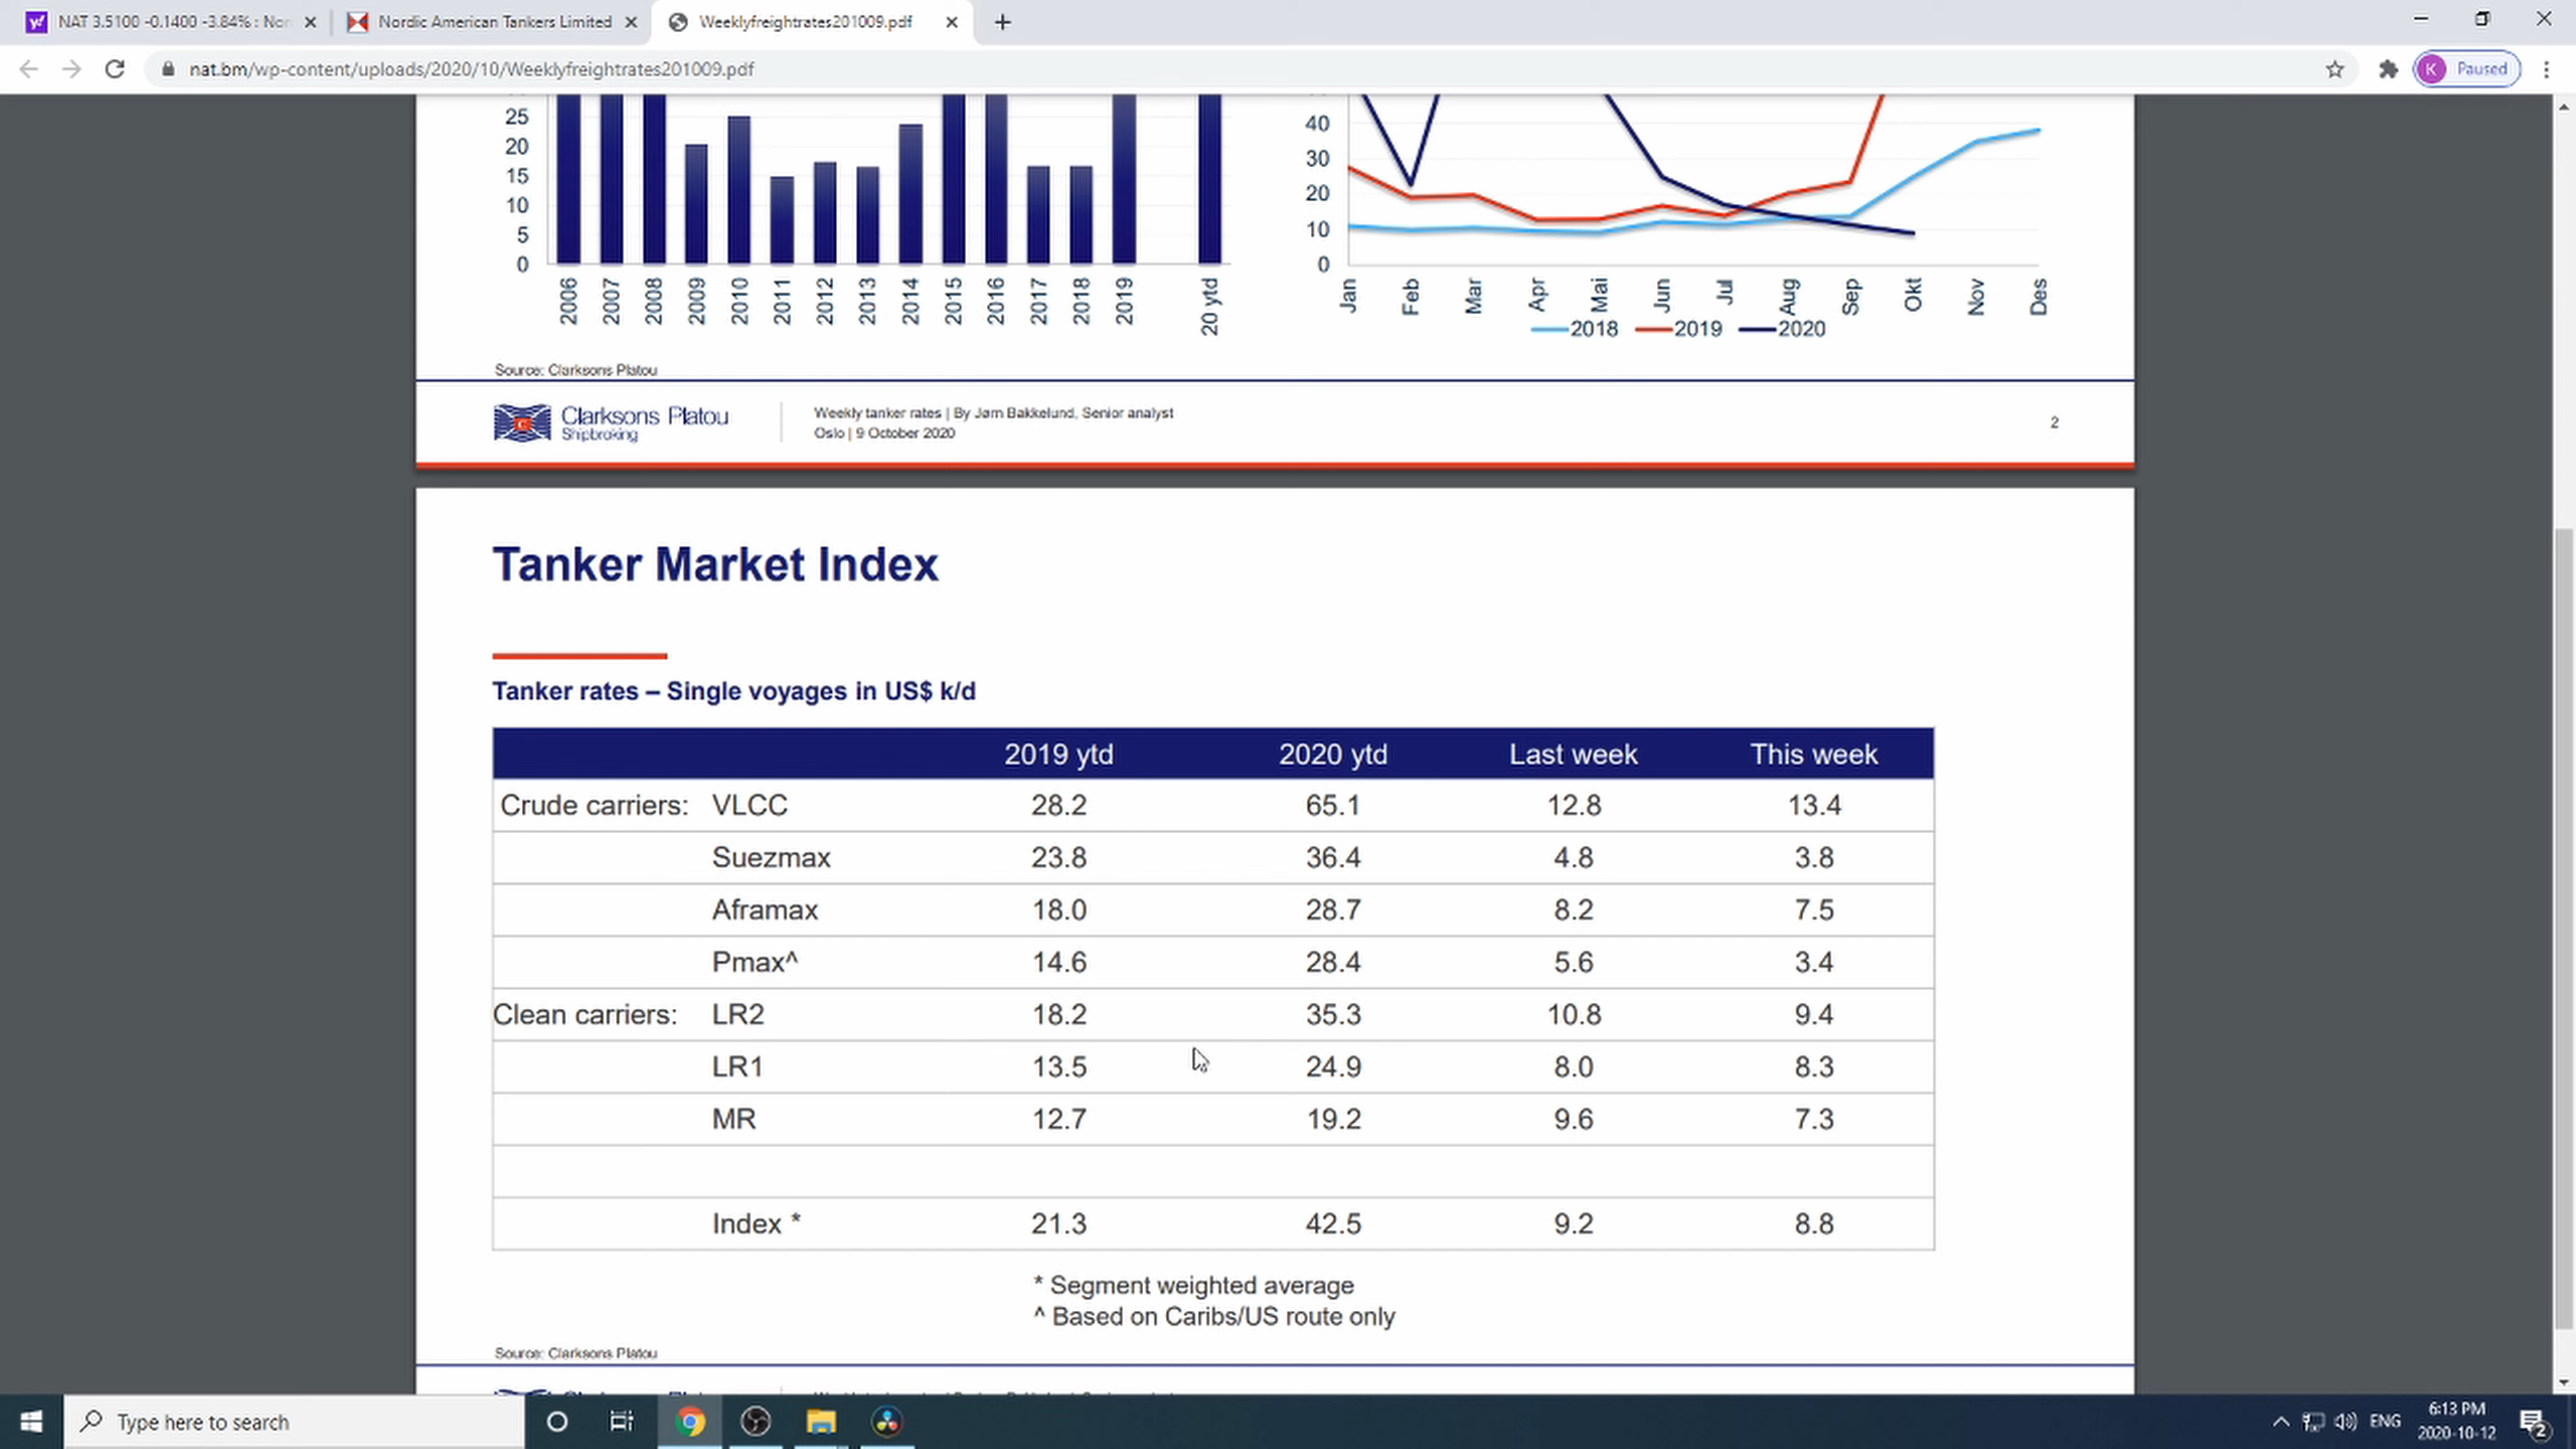 NAT 3.5100 -0.1400 -3.84% : Nor
Nordic American Tankers Limited
Weeklyfreightrates201009.pdf
nat.bm/wp-content/uploads/2020/10/Weeklyfreightrates201009.pdf
K Paused
25
20
15
10
5
0
2006 2007 2008 2009 2010 2011 2012 2013 2014 2015 2016 2017 2018 2019 20 ytd
40
30
20
10
0
Jan Feb Mar Apr Mai Jun Jul Aug Sep Okt Nov Des
2018 2019 2020
Source: Clarksons Platou
Clarksons Platou
Shipbroking
Weekly tanker rates | By Jørn Bakkelund, Senior analyst
Oslo | 9 October 2020
2
Tanker Market Index
Tanker rates – Single voyages in US$ k/d
2019 ytd 2020 ytd Last week This week
Crude carriers: VLCC 28.2 65.1 12.8 13.4
Suezmax 23.8 36.4 4.8 3.8
Aframax 18.0 28.7 8.2 7.5
Pmax^ 14.6 28.4 5.6 3.4
Clean carriers: LR2 18.2 35.3 10.8 9.4
LR1 13.5 24.9 8.0 8.3
MR 12.7 19.2 9.6 7.3
Index * 21.3 42.5 9.2 8.8
* Segment weighted average
^ Based on Caribs/US route only
Source: Clarksons Platou
Type here to search
ENG
6:13 PM
2020-10-12
2